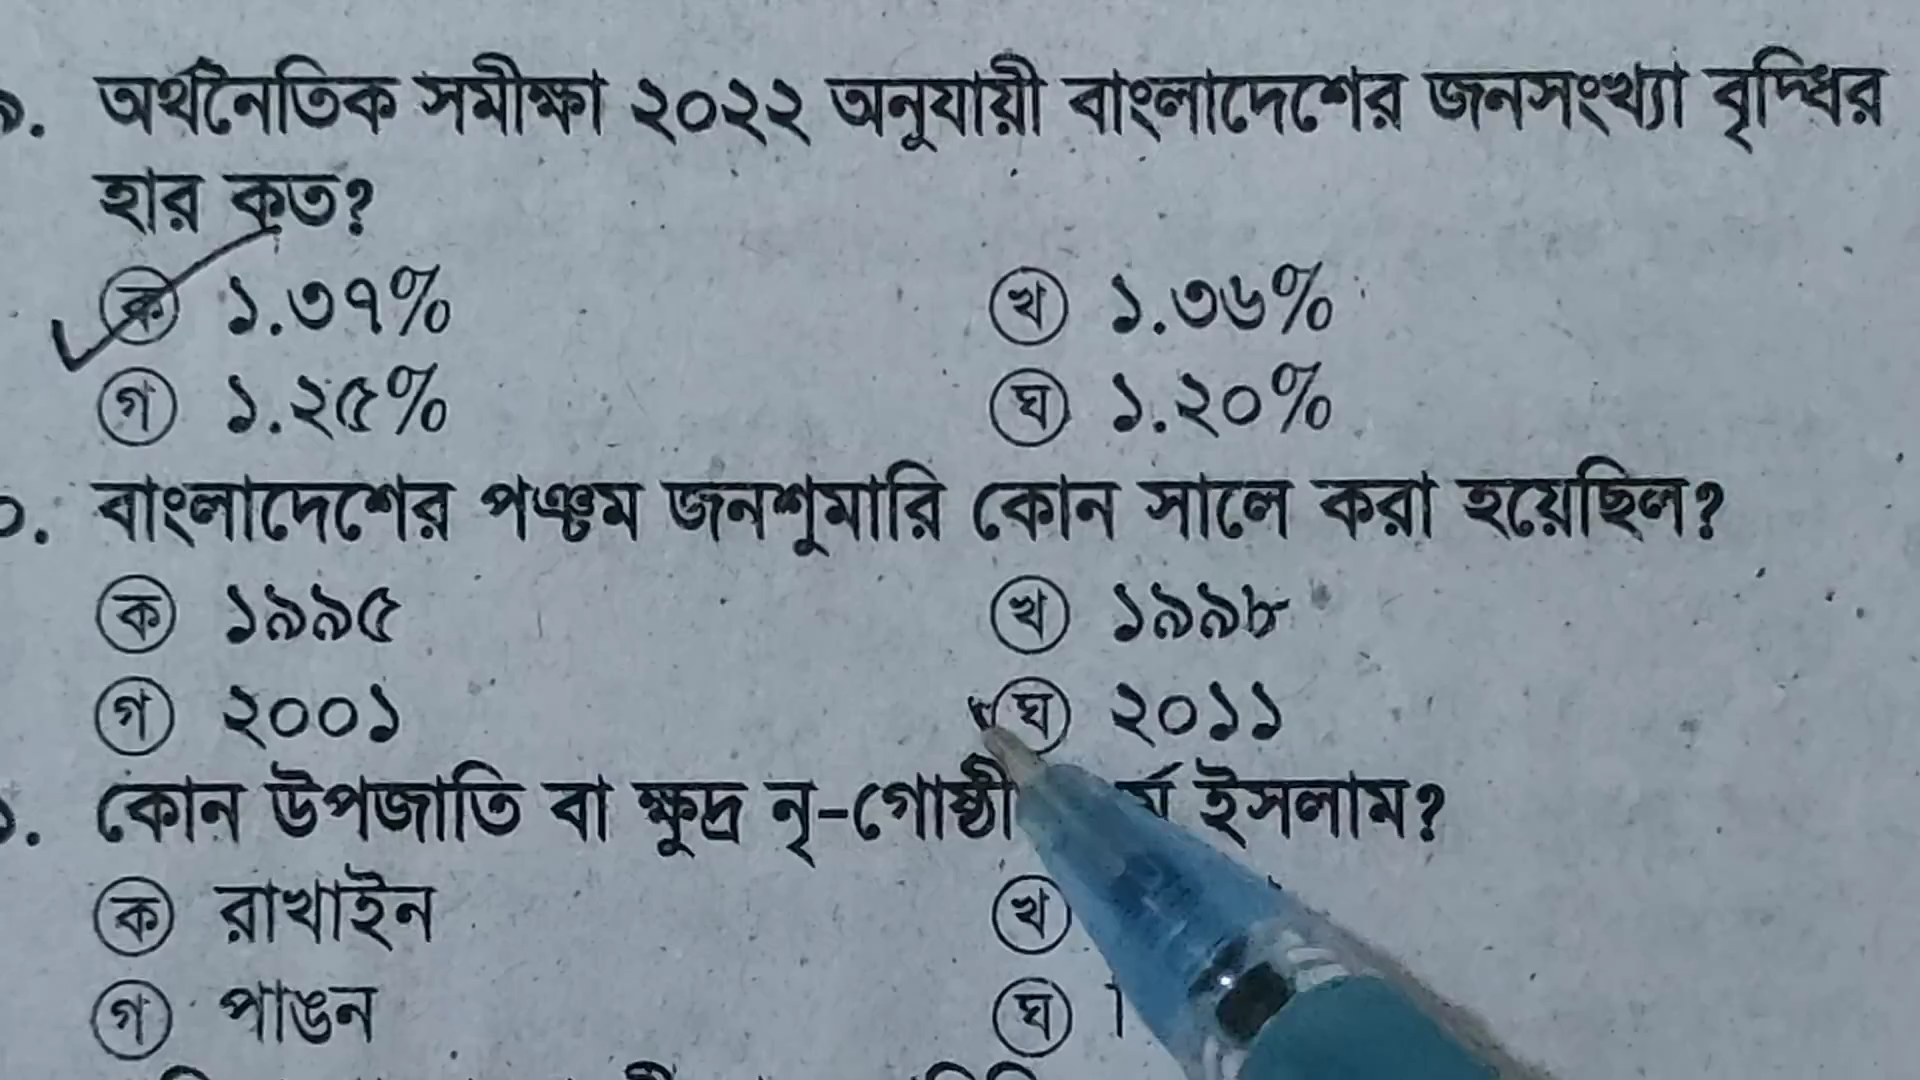 অর্থনৈতিক সমীক্ষা ২০২২ অনুযায়ী বাংলাদেশের জনসংখ্যা বৃদ্ধির
হার কত?
ক ১.৩৭% খ ১.৩৬%
গ ১.২৫% ঘ ১.২০%
বাংলাদেশের পঞ্চম জনশুমারি কোন সালে করা হয়েছিল?
ক ১৯৯৫ খ ১৯৯৮
গ ২০০১ ঘ ২০১১
কোন উপজাতি বা ক্ষুদ্র নৃ-গোষ্ঠী ইসলাম?
ক রাখাইন খ
গ পাঙন ঘ